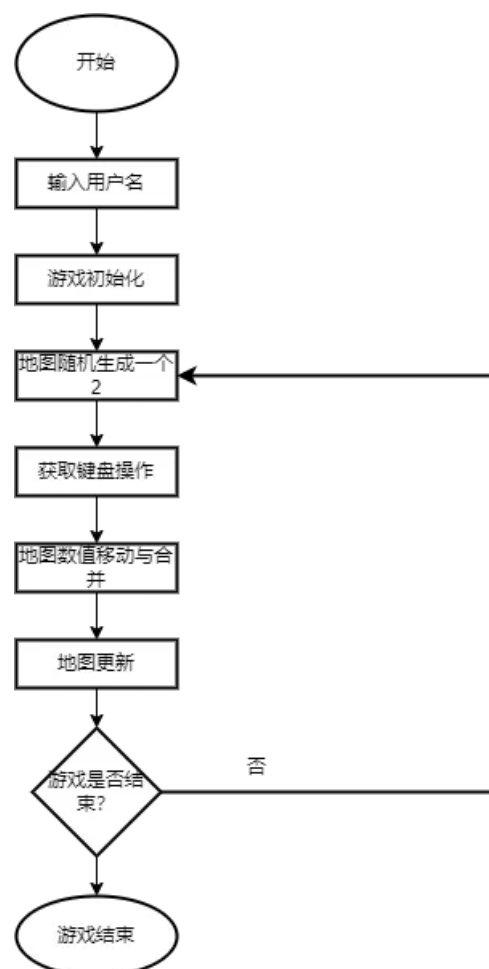 开始
输入用户名
游戏初始化
地图随机生成一个
2
获取键盘操作
地图数值移动与合
并
地图更新
否
游戏是否结
束?
游戏结束